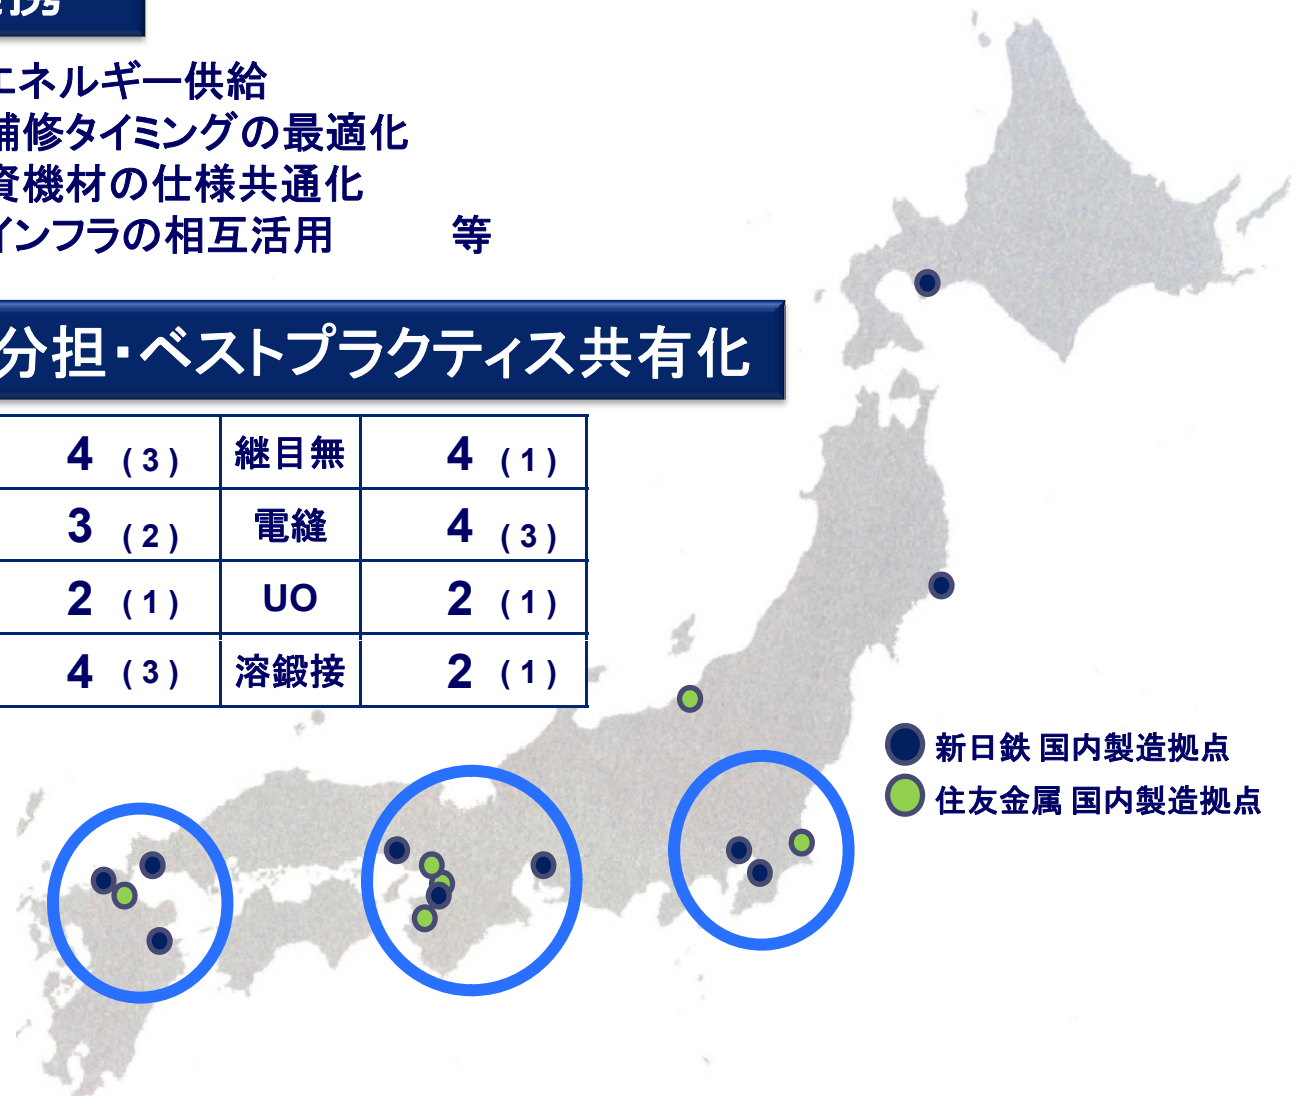 エネルギー供給
補修タイミングの最適化
資機材の仕様共通化
インフラの相互活用 等
分担・ベストプラクティス共有化
4 (3) 継目無 4 (1)
3 (2) 電縫 4 (3)
2 (1) UO 2 (1)
4 (3) 溶鍛接 2 (1)
新日鉄 国内製造拠点
住友金属 国内製造拠点